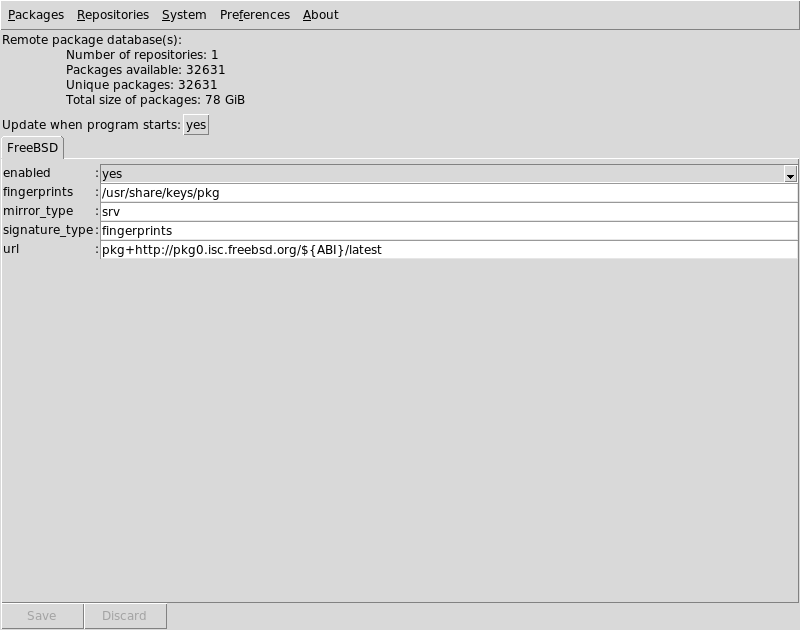 Packages Repositories System Preferences About
Remote package database(s):
Number of repositories: 1
Packages available: 32631
Unique packages: 32631
Total size of packages: 78 GiB
Update when program starts: yes
FreeBSD
enabled : yes
fingerprints : /usr/share/keys/pkg
mirror_type : srv
signature_type: fingerprints
url : pkg+http://pkg0.isc.freebsd.org/${ABI}/latest
Save Discard